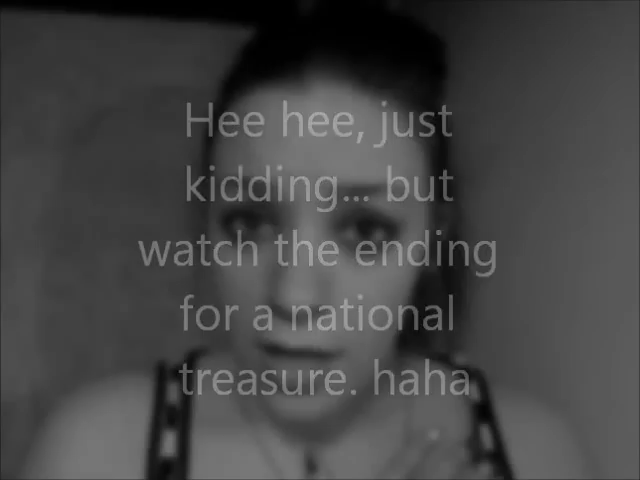 Hee hee, just
kidding... but
watch the ending
for a national
treasure. haha